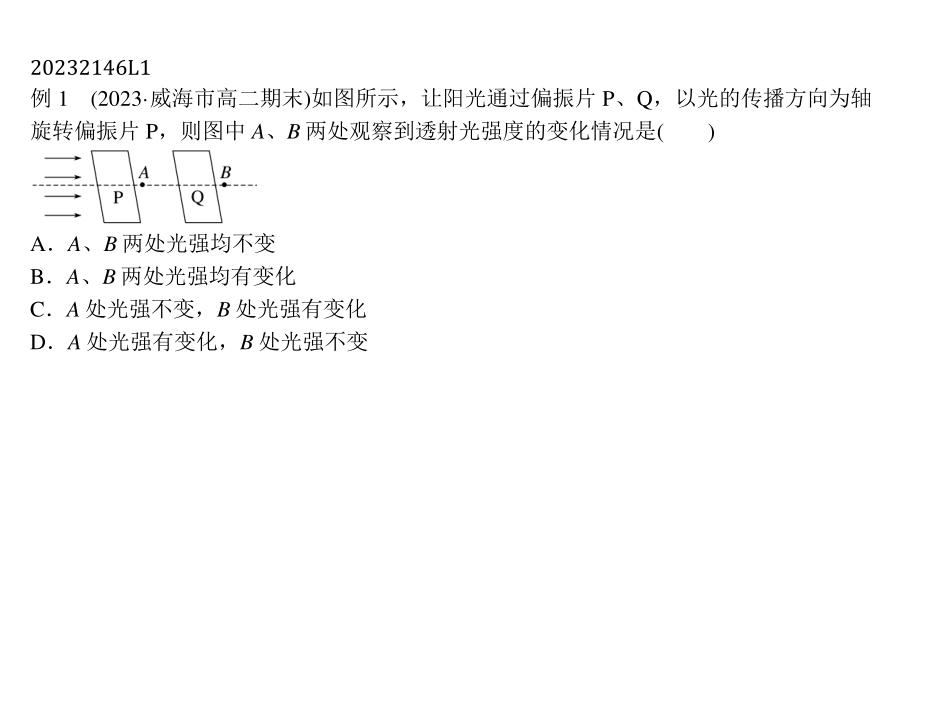 20232146L1
例 1　(2023·威海市高二期末)如图所示，让阳光通过偏振片 P、Q，以光的传播方向为轴
旋转偏振片 P，则图中 A、B 两处观察到透射光强度的变化情况是(　　)
A B
P Q
A．A、B 两处光强均不变
B．A、B 两处光强均有变化
C．A 处光强不变，B 处光强有变化
D．A 处光强有变化，B 处光强不变